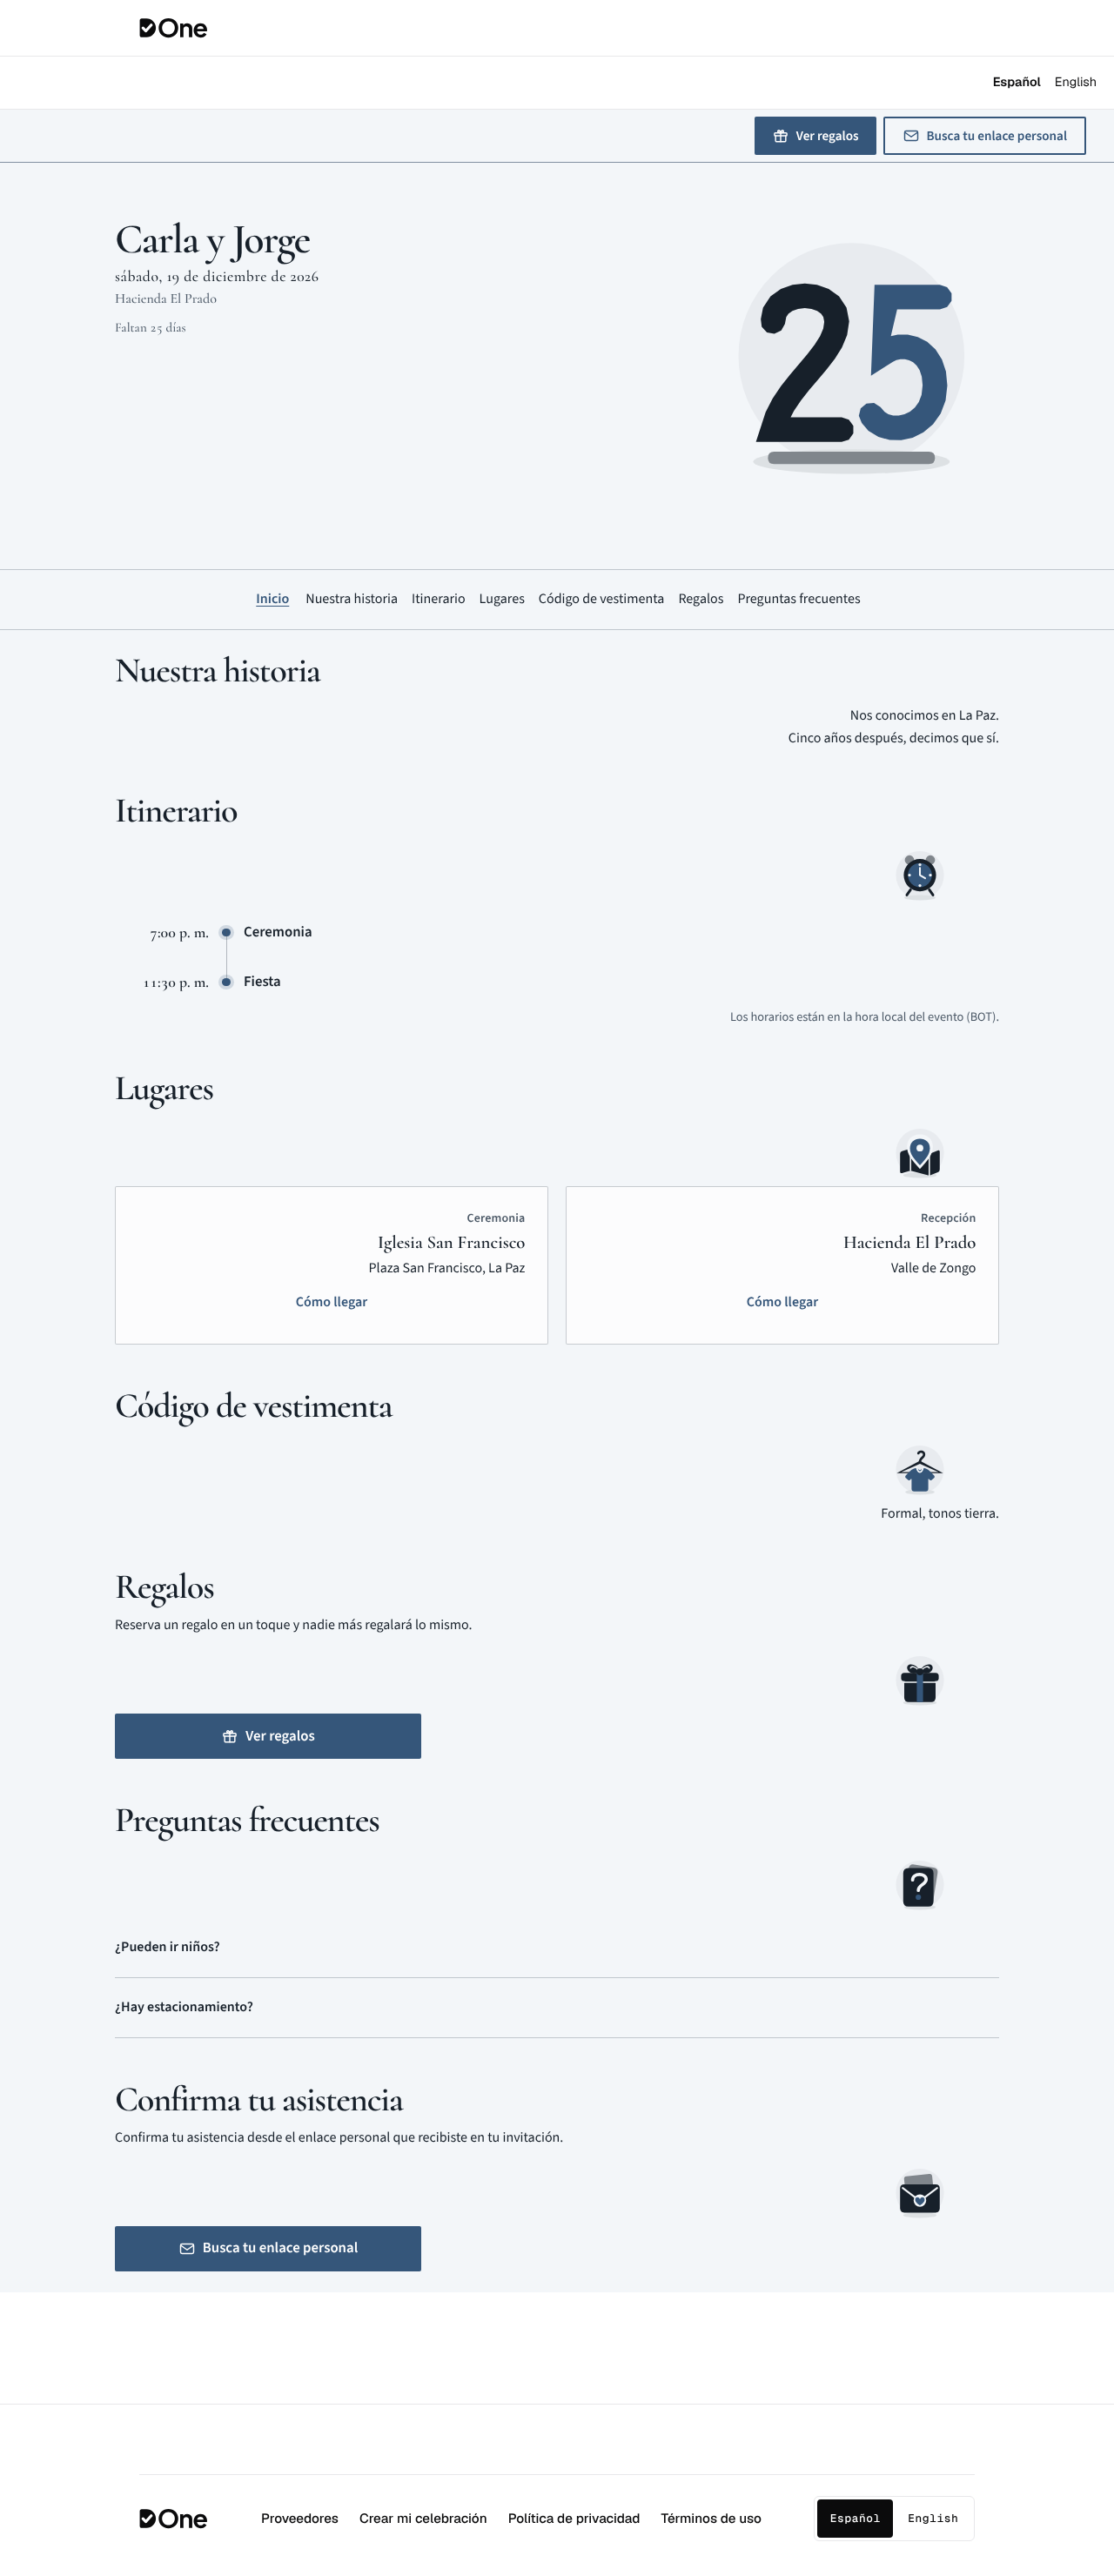 One
Español English
Ver regalos Busca tu enlace personal
Carla y Jorge
sábado, 19 de diciembre de 2026
Hacienda El Prado
Faltan 25 días
25
Inicio Nuestra historia Itinerario Lugares Código de vestimenta Regalos Preguntas frecuentes
Nuestra historia
Nos conocimos en La Paz.
Cinco años después, decimos que sí.
Itinerario
7:00 p. m. Ceremonia
11:30 p. m. Fiesta
Los horarios están en la hora local del evento (BOT).
Lugares
Ceremonia
Iglesia San Francisco
Plaza San Francisco, La Paz
Cómo llegar
Recepción
Hacienda El Prado
Valle de Zongo
Cómo llegar
Código de vestimenta
Formal, tonos tierra.
Regalos
Reserva un regalo en un toque y nadie más regalará lo mismo.
Ver regalos
Preguntas frecuentes
?
¿Pueden ir niños?
¿Hay estacionamiento?
Confirma tu asistencia
Confirma tu asistencia desde el enlace personal que recibiste en tu invitación.
Busca tu enlace personal
One Proveedores Crear mi celebración Política de privacidad Términos de uso Español English